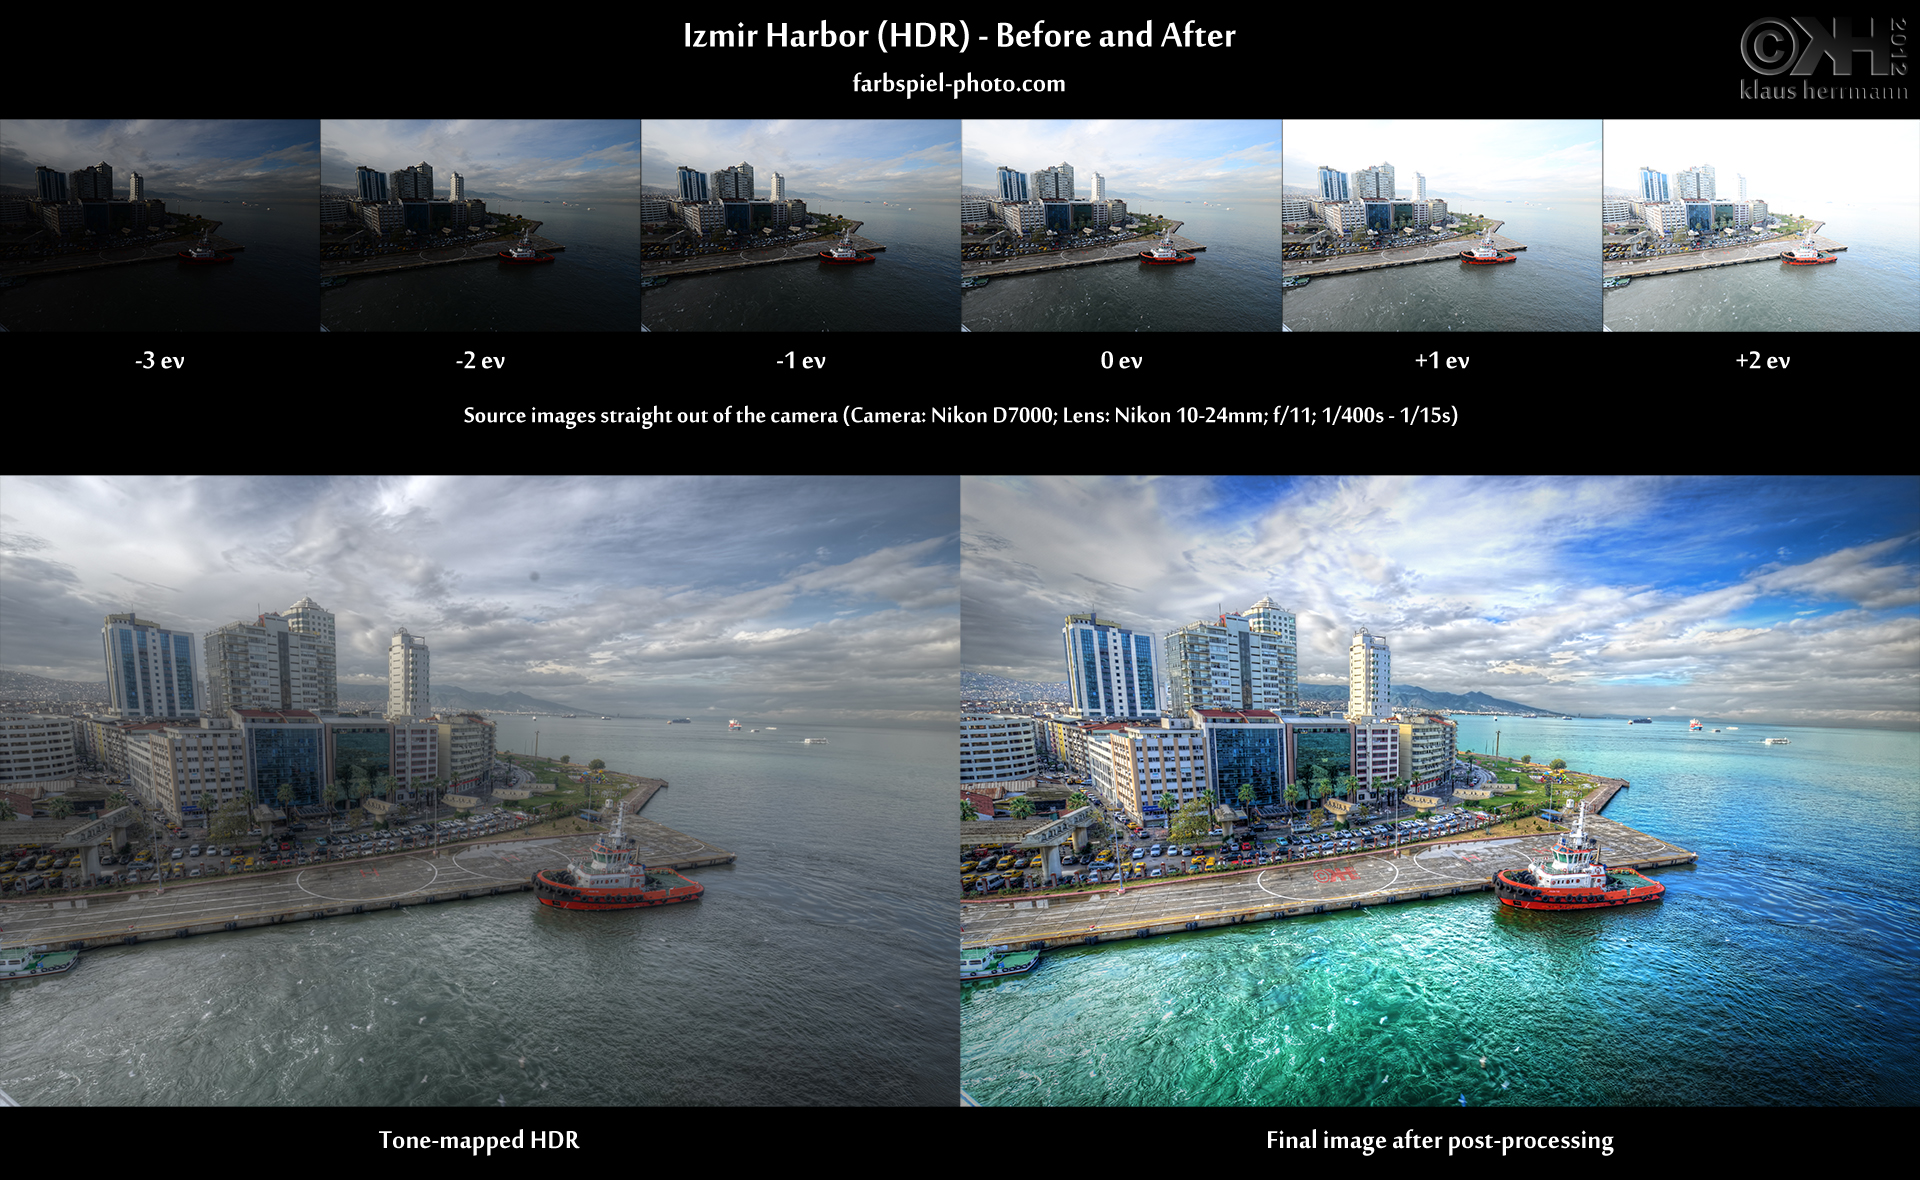 Izmir Harbor (HDR) - Before and After
farbspiel-photo.com
©KH 2012
klaus herrmann
-3 ev
-2 ev
-1 ev
0 ev
+1 ev
+2 ev
Source images straight out of the camera (Camera: Nikon D7000; Lens: Nikon 10-24mm; f/11; 1/400s - 1/15s)
©KH
Tone-mapped HDR
Final image after post-processing